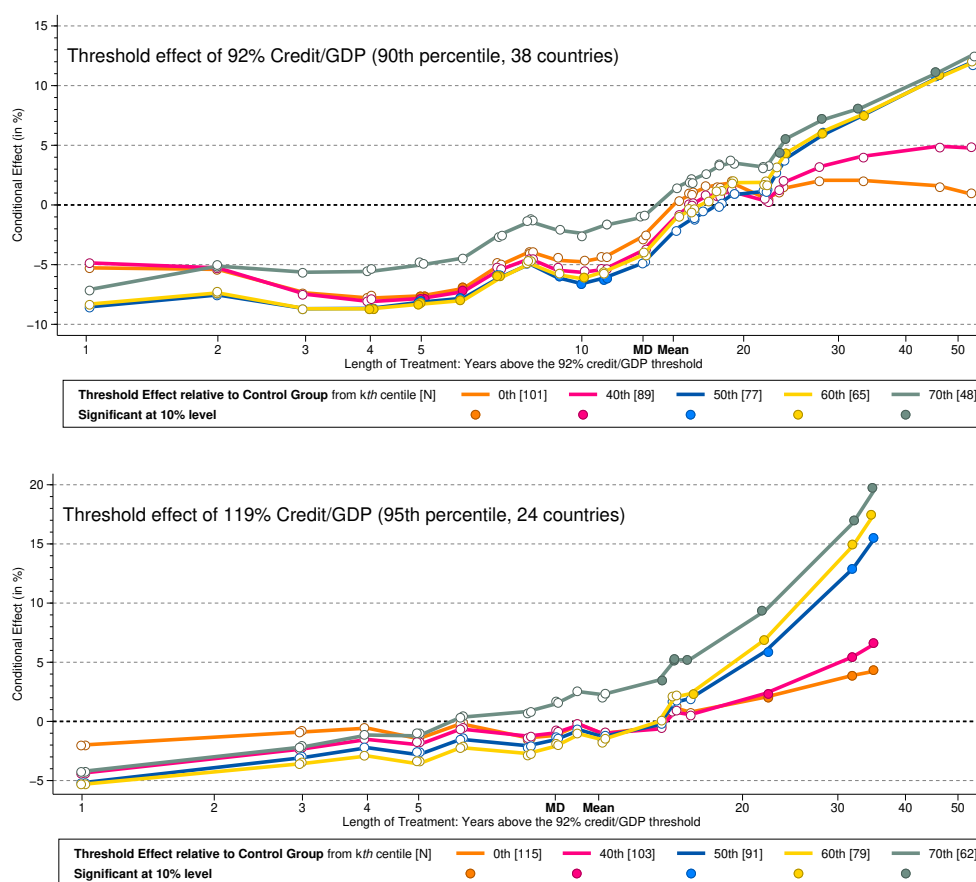 Threshold effect of 92% Credit/GDP (90th percentile, 38 countries)
Conditional Effect (in %)
15
10
5
0
−5
−10
1 2 3 4 5 10 MD Mean 20 30 40 50
Length of Treatment: Years above the 92% credit/GDP threshold
Threshold Effect relative to Control Group from kth centile [N] 0th [101] 40th [89] 50th [77] 60th [65] 70th [48]
Significant at 10% level
Threshold effect of 119% Credit/GDP (95th percentile, 24 countries)
Conditional Effect (in %)
20
15
10
5
0
−5
1 2 3 4 5 MD Mean 20 30 40 50
Length of Treatment: Years above the 92% credit/GDP threshold
Threshold Effect relative to Control Group from kth centile [N] 0th [115] 40th [103] 50th [91] 60th [79] 70th [62]
Significant at 10% level